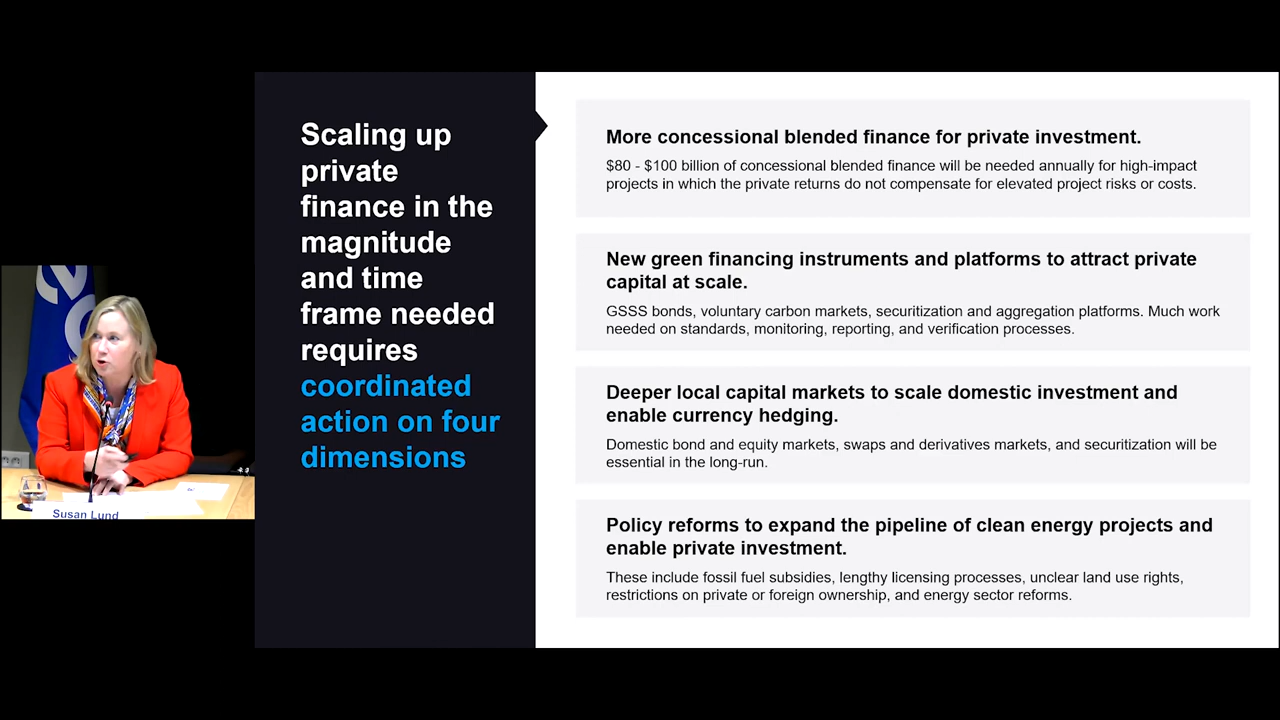 Scaling up
private
finance in the
magnitude
and time
frame needed
requires
coordinated
action on four
dimensions
More concessional blended finance for private investment.
$80 - $100 billion of concessional blended finance will be needed annually for high-impact
projects in which the private returns do not compensate for elevated project risks or costs.
New green financing instruments and platforms to attract private
capital at scale.
GSSS bonds, voluntary carbon markets, securitization and aggregation platforms. Much work
needed on standards, monitoring, reporting, and verification processes.
Deeper local capital markets to scale domestic investment and
enable currency hedging.
Domestic bond and equity markets, swaps and derivatives markets, and securitization will be
essential in the long-run.
Policy reforms to expand the pipeline of clean energy projects and
enable private investment.
These include fossil fuel subsidies, lengthy licensing processes, unclear land use rights,
restrictions on private or foreign ownership, and energy sector reforms.
Susan Lund